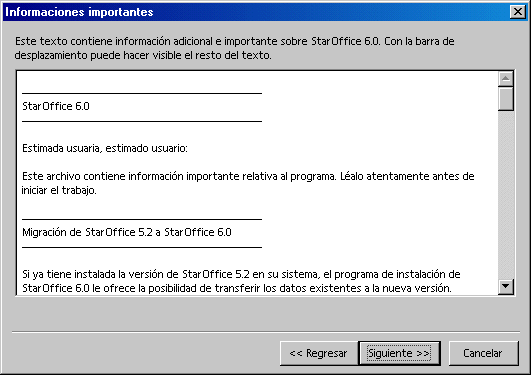 Informaciones importantes
Este texto contiene información adicional e importante sobre StarOffice 6.0. Con la barra de
desplazamiento puede hacer visible el resto del texto.
StarOffice 6.0
Estimada usuaria, estimado usuario:
Este archivo contiene información importante relativa al programa. Léalo atentamente antes de
iniciar el trabajo.
Migración de StarOffice 5.2 a StarOffice 6.0
Si ya tiene instalada la versión de StarOffice 5.2 en su sistema, el programa de instalación de
StarOffice 6.0 le ofrece la posibilidad de transferir los datos existentes a la nueva versión.
<< Regresar
Siguiente >>
Cancelar